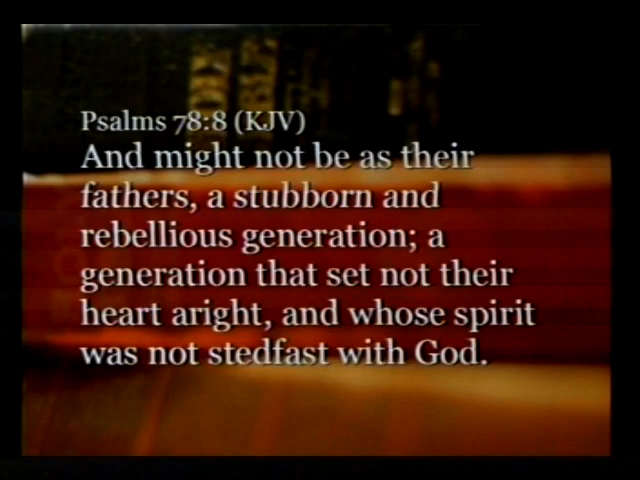 Psalms 78:8 (KJV)
And might not be as their
fathers, a stubborn and
rebellious generation; a
generation that set not their
heart aright, and whose spirit
was not stedfast with God.